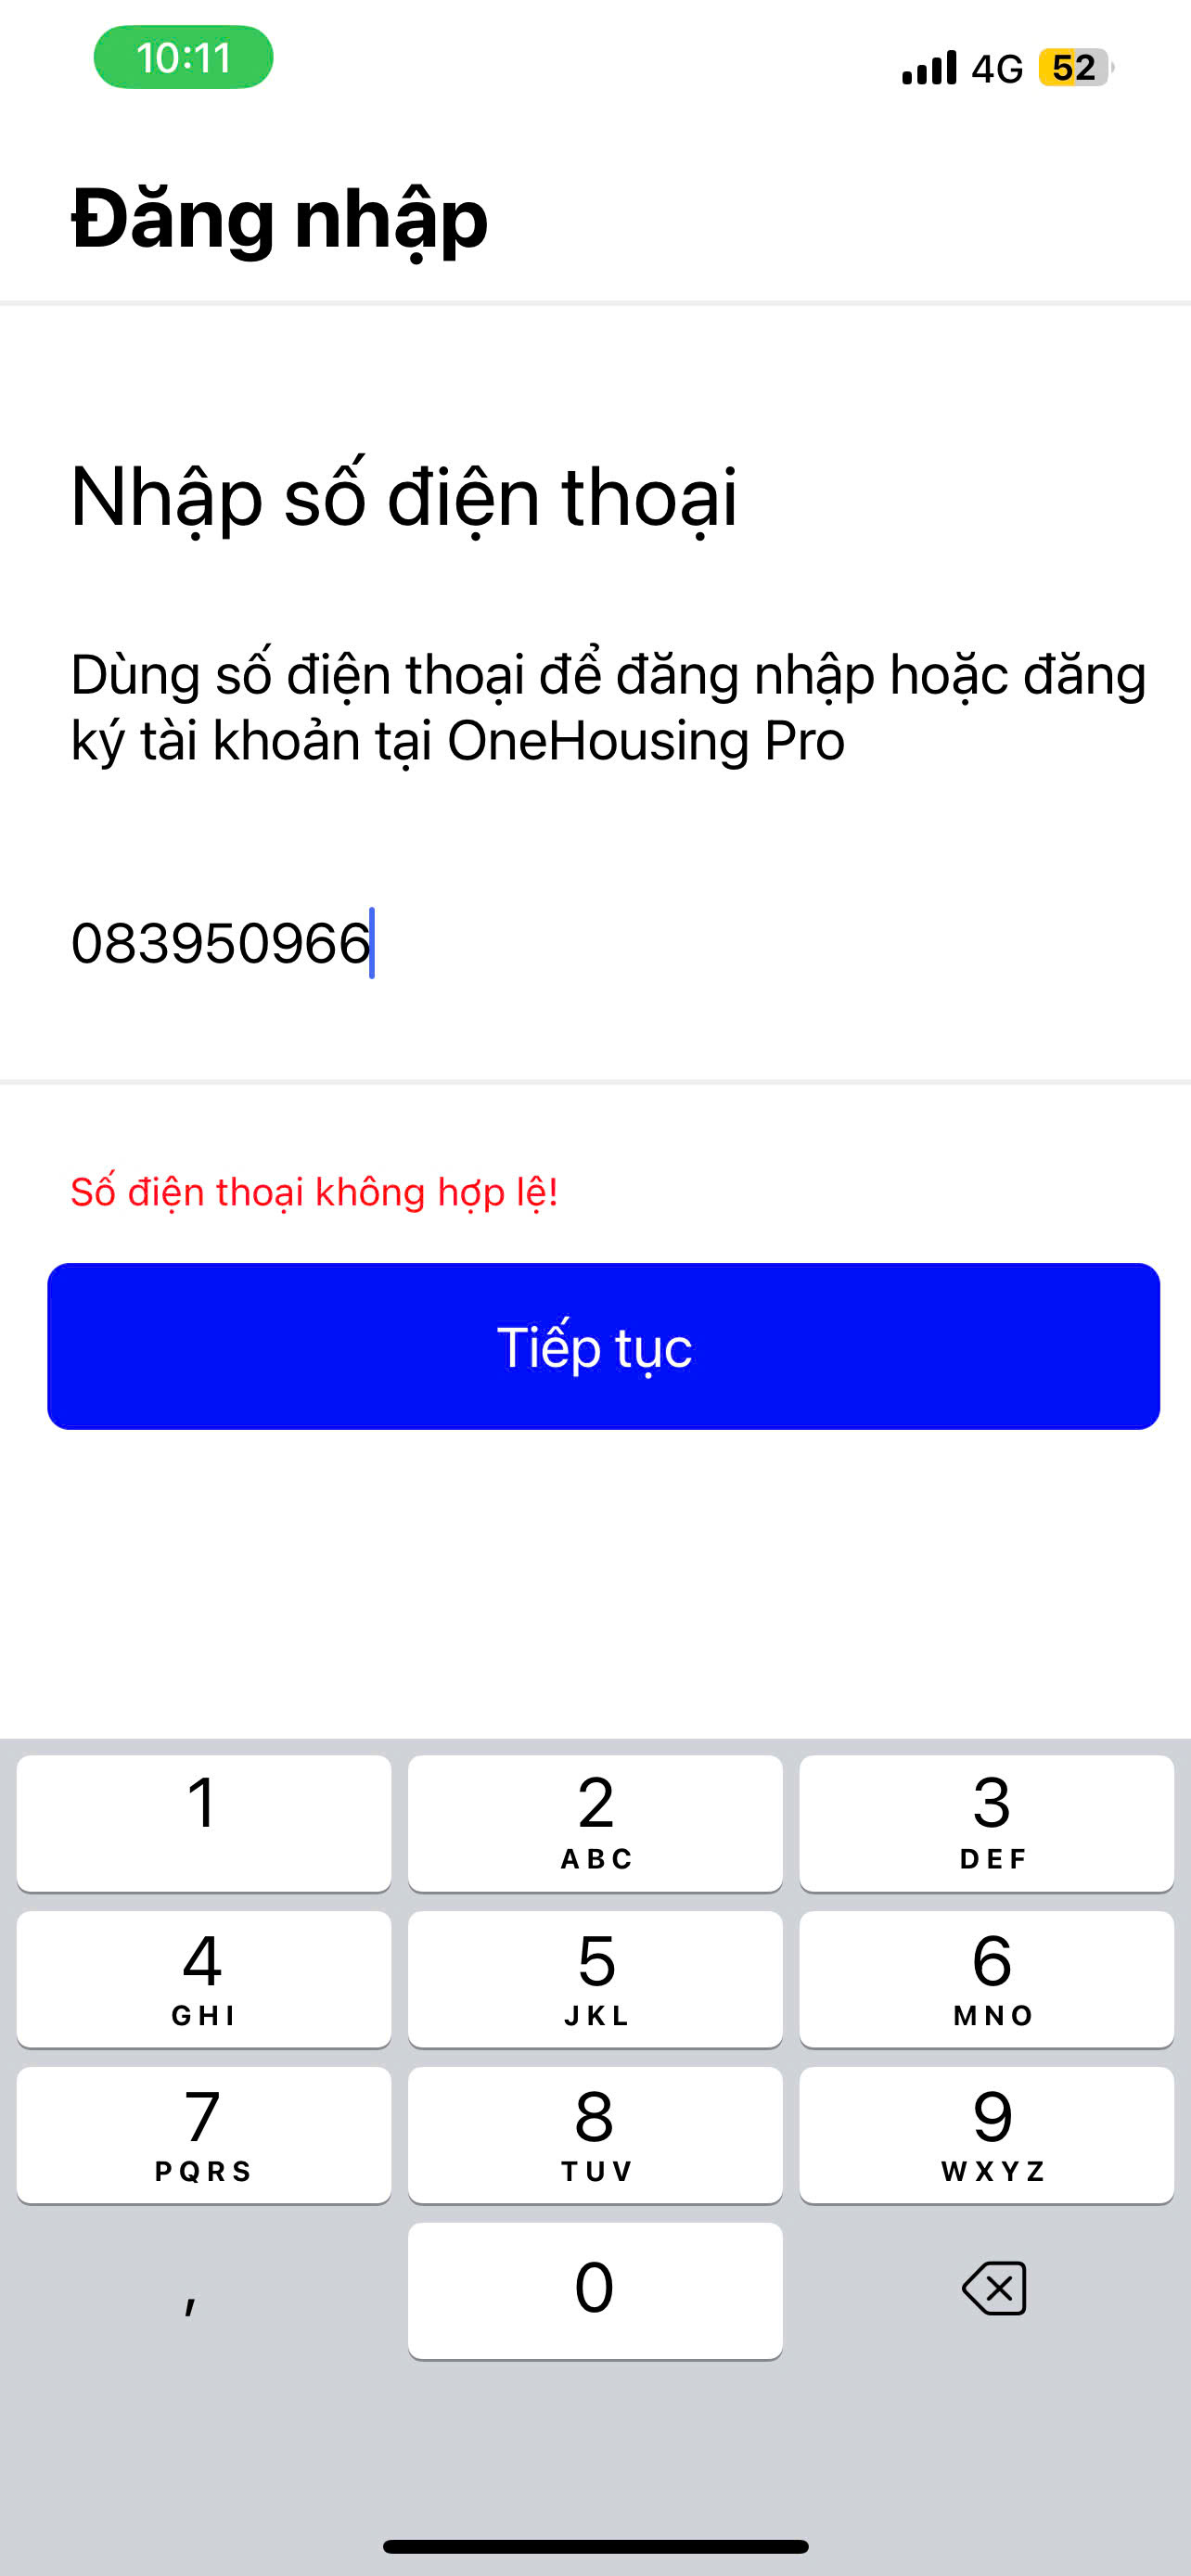 10:11
4G 52
Đăng nhập
Nhập số điện thoại
Dùng số điện thoại để đăng nhập hoặc đăng
ký tài khoản tại OneHousing Pro
083950966
Số điện thoại không hợp lệ!
Tiếp tục
1
2
ABC
3
DEF
4
GHI
5
JKL
6
MNO
7
PQRS
8
TUV
9
WXYZ
,
0